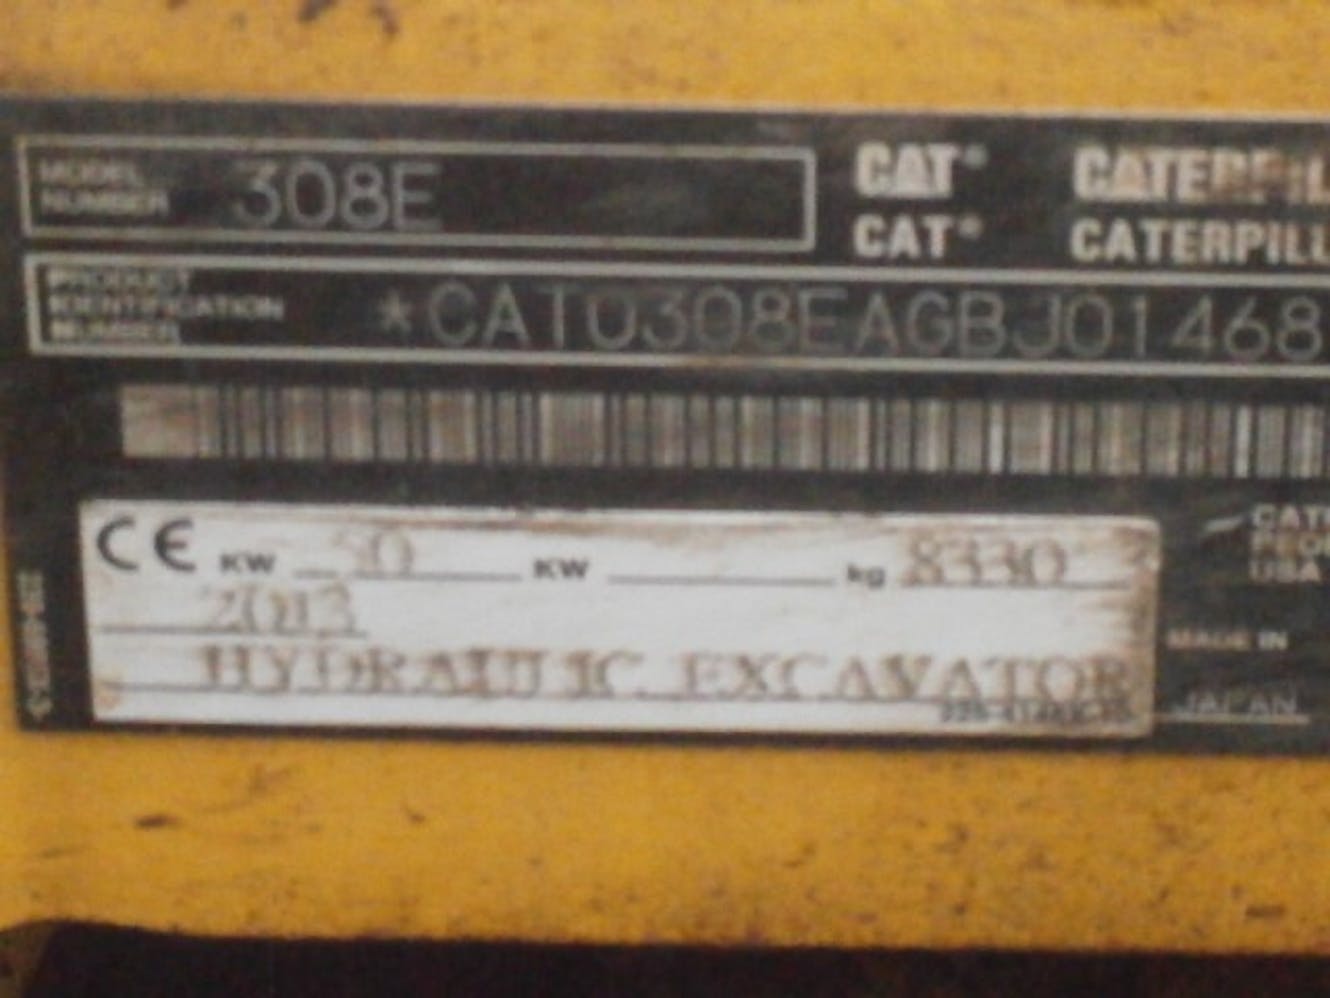 MODEL NUMBER 308E
CAT® CATERPIL
CAT® CATERPILL
PRODUCT IDENTIFICATION NUMBER *CAT0308EAGBJ01468
CE KW 50 KW kg 8330
2013
HYDRAULIC EXCAVATOR
USA
MADE IN
JAPAN